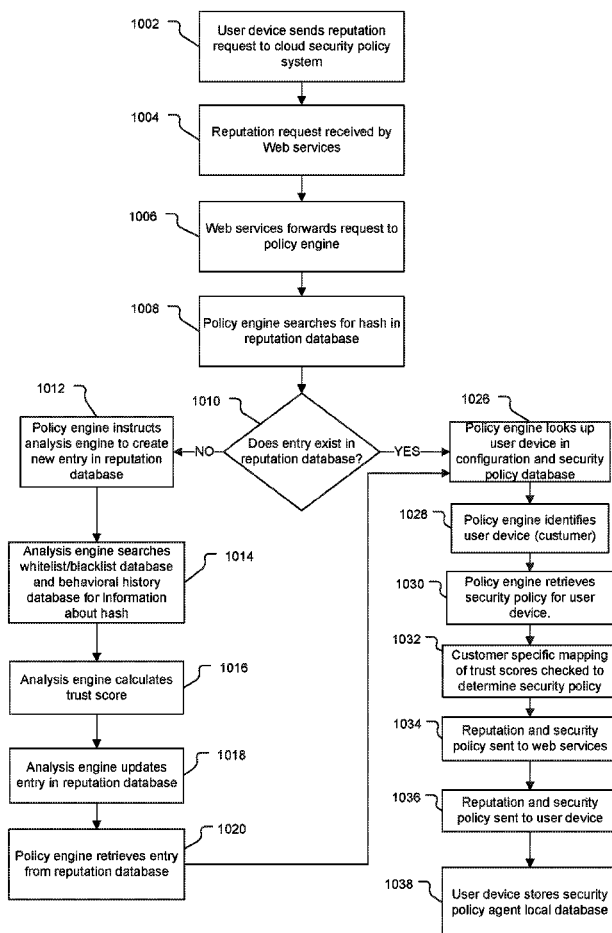 1002
User device sends reputation
request to cloud security policy
system
1004
Reputation request received by
Web services
1006
Web services forwards request to
policy engine
1008
Policy engine searches for hash in
reputation database
1010
Does entry exist in
reputation database?
NO
YES
1012
Policy engine instructs
analysis engine to create
new entry in reputation
database
1014
Analysis engine searches
whitelist/blacklist database
and behavioral history
database for Information
about hash
1016
Analysis engine calculates
trust score
1018
Analysis engine updates
entry in reputation database
1020
Policy engine retrieves entry
from reputation database
1026
Policy engine looks up
user device in
configuration and security
policy database
1028
Policy engine identifies
user device (custumer)
1030
Policy engine retrieves
security policy for user
device.
1032
Customer specific mapping
of trust scores checked to
determine security policy
1034
Reputation and security
policy sent to web services
1036
Reputation and security
policy sent to user device
1038
User device stores security
policy agent local database